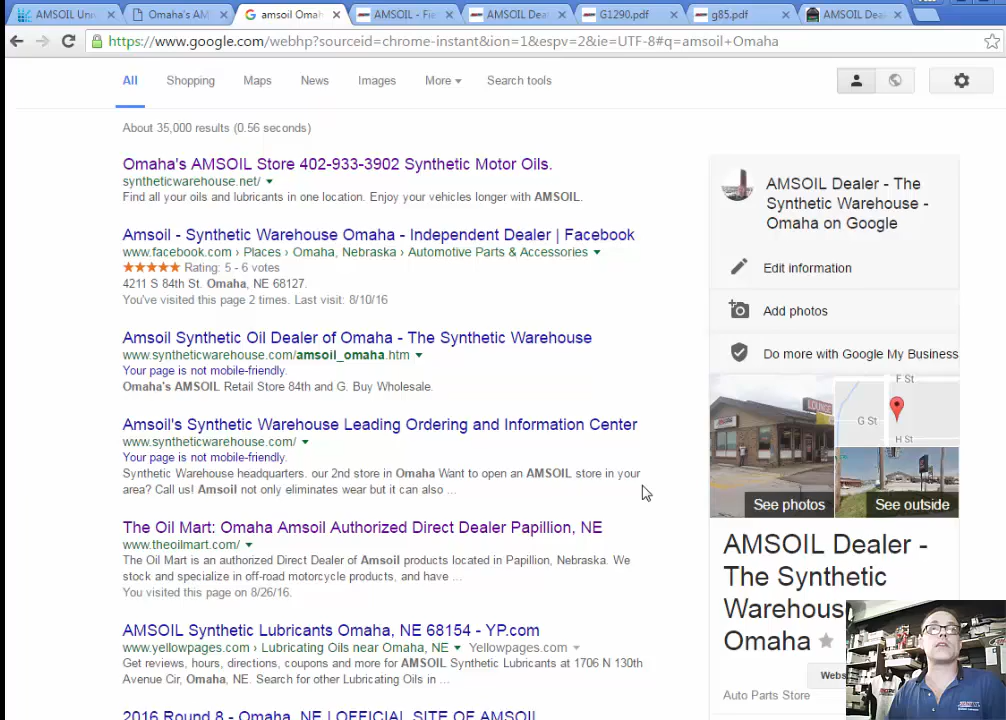 AMSOIL Univ
Omaha's AM
amsoil Omah
AMSOIL - Fie
AMSOIL Dea
G1290.pdf
g85.pdf
AMSOIL Dea
https://www.google.com/webhp?sourceid=chrome-instant&ion=1&espv=2&ie=UTF-8#q=amsoil+Omaha
All Shopping Maps News Images More Search tools
About 35,000 results (0.56 seconds)
Omaha's AMSOIL Store 402-933-3902 Synthetic Motor Oils.
syntheticwarehouse.net/
Find all your oils and lubricants in one location. Enjoy your vehicles longer with AMSOIL.
Amsoil - Synthetic Warehouse Omaha - Independent Dealer | Facebook
www.facebook.com › Places › Omaha, Nebraska › Automotive Parts & Accessories
Rating: 5 - 6 votes
4211 S 84th St. Omaha, NE 68127.
You've visited this page 2 times. Last visit: 8/10/16
Amsoil Synthetic Oil Dealer of Omaha - The Synthetic Warehouse
www.syntheticwarehouse.com/amsoil_omaha.htm
Your page is not mobile-friendly.
Omaha's AMSOIL Retail Store 84th and G. Buy Wholesale.
Amsoil's Synthetic Warehouse Leading Ordering and Information Center
www.syntheticwarehouse.com/
Your page is not mobile-friendly.
Synthetic Warehouse headquarters. our 2nd store in Omaha Want to open an AMSOIL store in your
area? Call us! Amsoil not only eliminates wear but it can also ...
The Oil Mart: Omaha Amsoil Authorized Direct Dealer Papillion, NE
www.theoilmart.com/
The Oil Mart is an authorized Direct Dealer of Amsoil products located in Papillion, Nebraska. We
stock and specialize in off-road motorcycle products, and have ...
You visited this page on 8/26/16.
AMSOIL Synthetic Lubricants Omaha, NE 68154 - YP.com
www.yellowpages.com › Lubricating Oils near Omaha, NE Yellowpages.com
Get reviews, hours, directions, coupons and more for AMSOIL Synthetic Lubricants at 1706 N 130th
Avenue Cir, Omaha, NE. Search for other Lubricating Oils in ...
2016 Round 8 - Omaha, NE | OFFICIAL SITE OF AMSOIL
AMSOIL Dealer - The
Synthetic Warehouse -
Omaha on Google
Edit information
Add photos
Do more with Google My Business
LOUNGE
F St
G St
H St
See photos
See outside
AMSOIL Dealer -
The Synthetic
Warehous
Omaha
Webs
Auto Parts Store